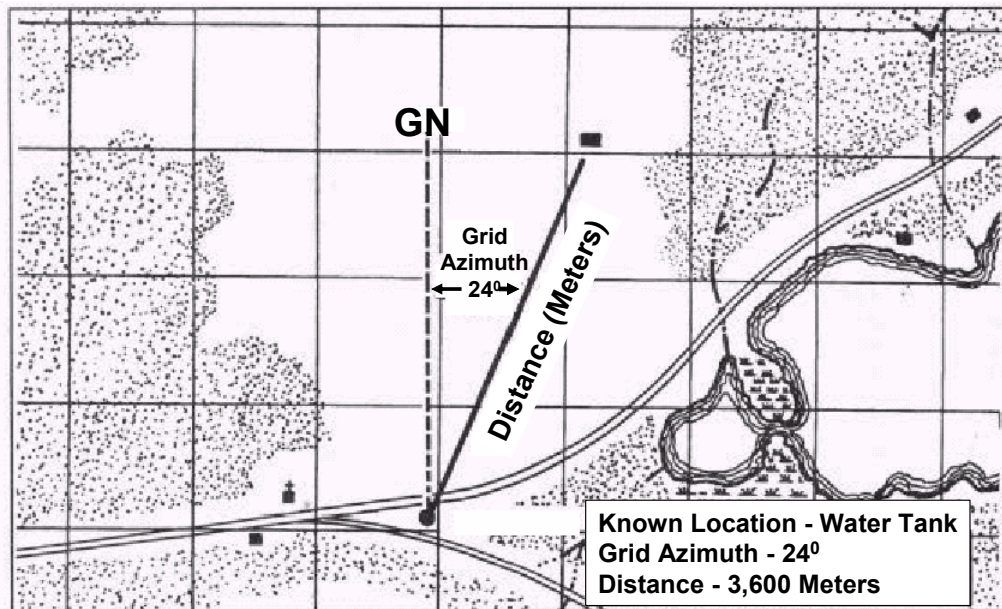 GN
Grid
Azimuth
24⁰
Distance (Meters)
Known Location - Water Tank
Grid Azimuth - 24⁰
Distance - 3,600 Meters